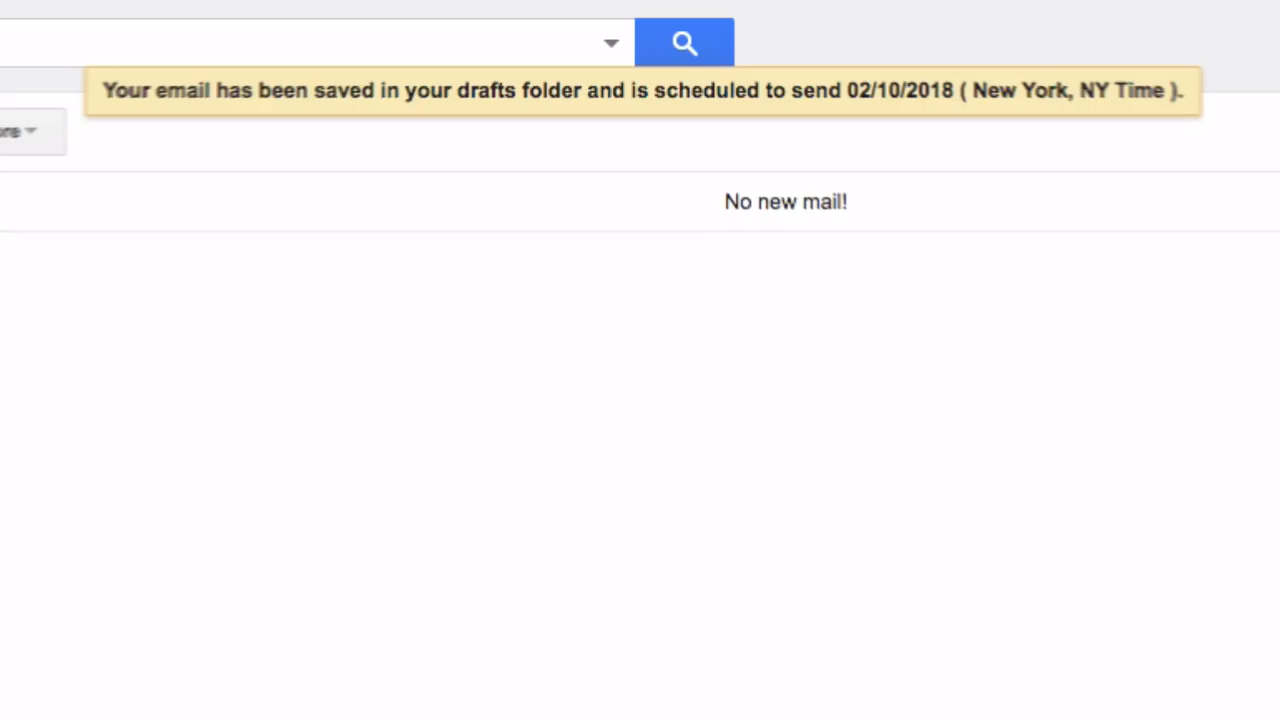 Your email has been saved in your drafts folder and is scheduled to send 02/10/2018 ( New York, NY Time ).
No new mail!